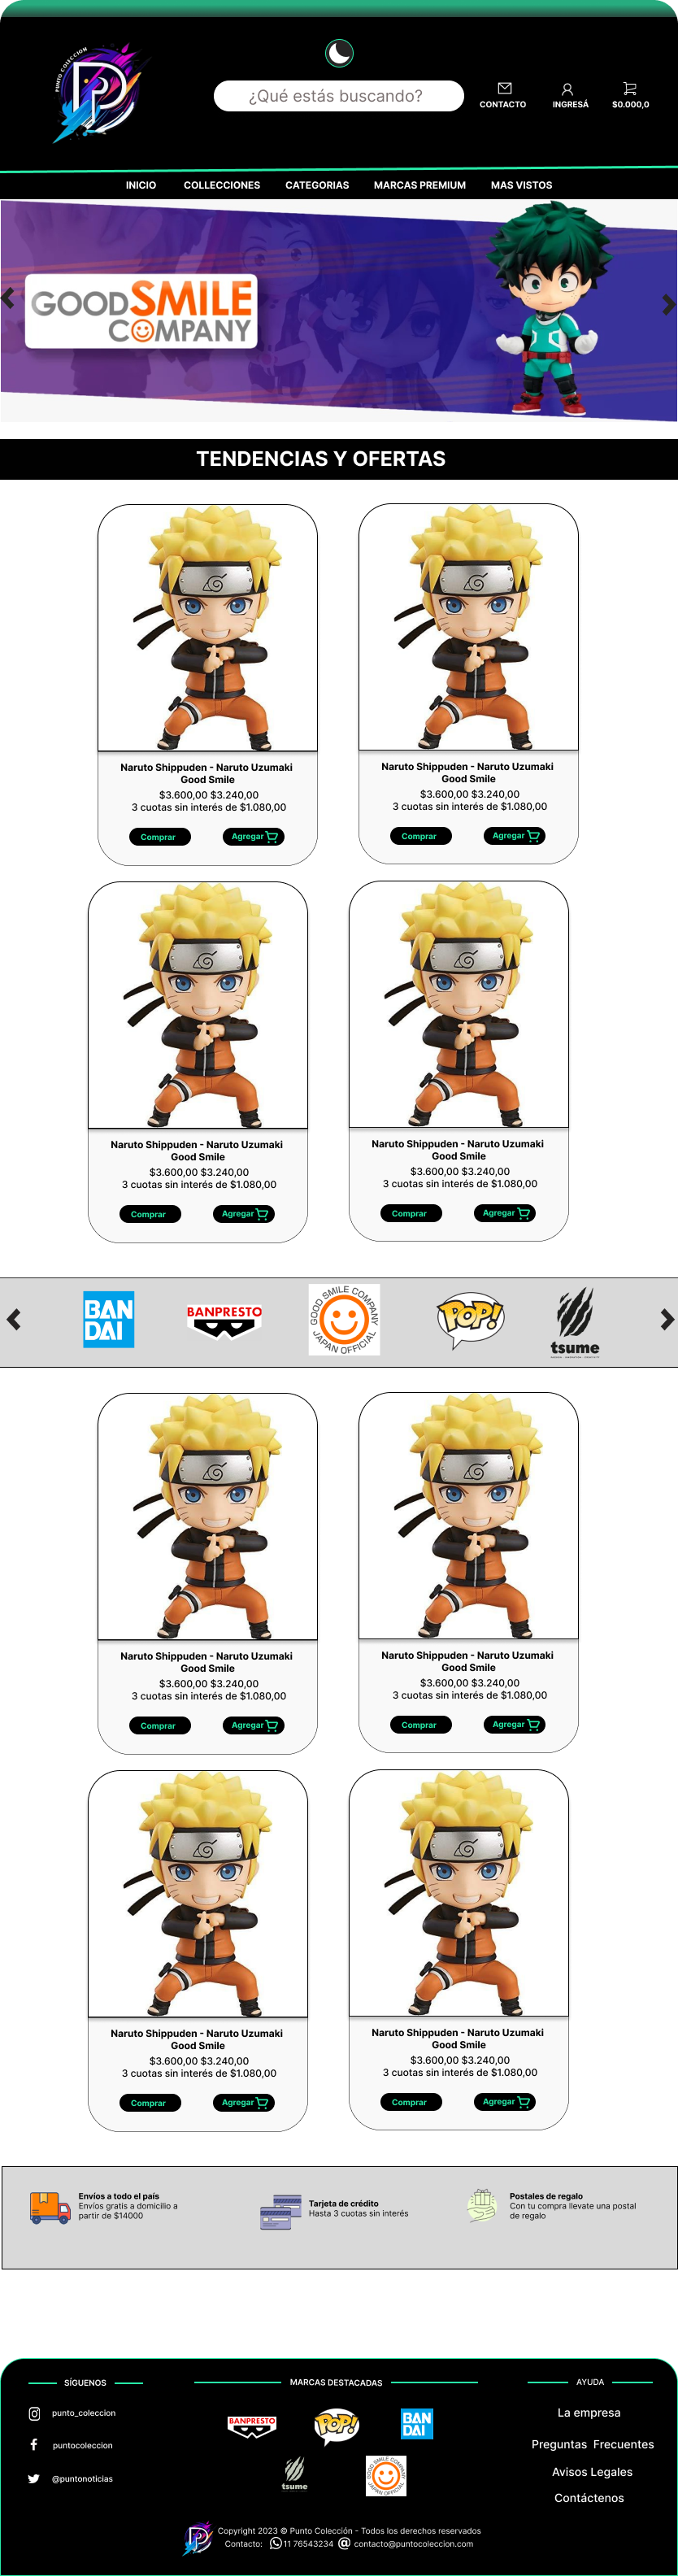 PUNTO COLECCION
¿Qué estás buscando?
CONTACTO
INGRESÁ
$0.000,0
INICIO COLLECCIONES CATEGORIAS MARCAS PREMIUM MAS VISTOS
GOODSMILE
COMPANY
TENDENCIAS Y OFERTAS
Naruto Shippuden - Naruto Uzumaki
Good Smile
$3.600,00 $3.240,00
3 cuotas sin interés de $1.080,00
Comprar Agregar
Naruto Shippuden - Naruto Uzumaki
Good Smile
$3.600,00 $3.240,00
3 cuotas sin interés de $1.080,00
Comprar Agregar
Naruto Shippuden - Naruto Uzumaki
Good Smile
$3.600,00 $3.240,00
3 cuotas sin interés de $1.080,00
Comprar Agregar
Naruto Shippuden - Naruto Uzumaki
Good Smile
$3.600,00 $3.240,00
3 cuotas sin interés de $1.080,00
Comprar Agregar
BAN
DAI
BANPRESTO
GOOD SMILE COMPANY
JAPAN OFFICIAL
POP!
tsume
Naruto Shippuden - Naruto Uzumaki
Good Smile
$3.600,00 $3.240,00
3 cuotas sin interés de $1.080,00
Comprar Agregar
Naruto Shippuden - Naruto Uzumaki
Good Smile
$3.600,00 $3.240,00
3 cuotas sin interés de $1.080,00
Comprar Agregar
Naruto Shippuden - Naruto Uzumaki
Good Smile
$3.600,00 $3.240,00
3 cuotas sin interés de $1.080,00
Comprar Agregar
Naruto Shippuden - Naruto Uzumaki
Good Smile
$3.600,00 $3.240,00
3 cuotas sin interés de $1.080,00
Comprar Agregar
Envíos a todo el país
Envíos gratis a domicilio a
partir de $14000
Tarjeta de crédito
Hasta 3 cuotas sin interés
Postales de regalo
Con tu compra llevate una postal
de regalo
SÍGUENOS
punto_coleccion
puntocoleccion
@puntonoticias
MARCAS DESTACADAS
BANPRESTO
POP!
BAN
DAI
tsume
GOOD SMILE COMPANY
JAPAN OFFICIAL
AYUDA
La empresa
Preguntas Frecuentes
Avisos Legales
Contáctenos
Copyright 2023 © Punto Colección - Todos los derechos reservados
Contacto: 11 76543234 @ contacto@puntocoleccion.com